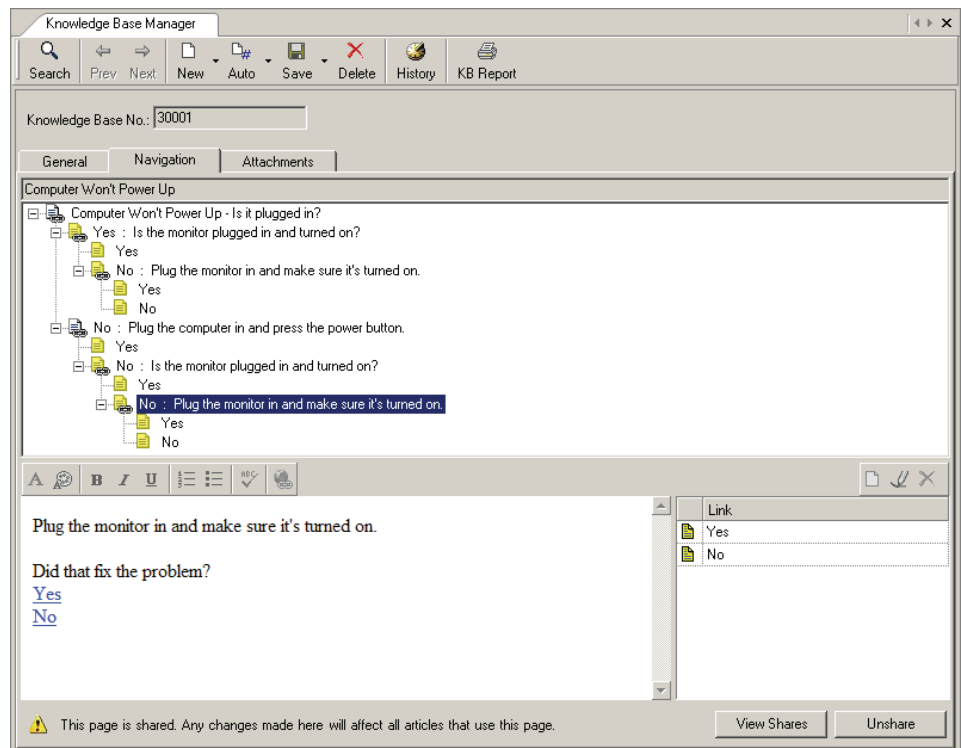 Knowledge Base Manager
Search Prev Next New Auto Save Delete History KB Report
Knowledge Base No.: 30001
General Navigation Attachments
Computer Won't Power Up
Computer Won't Power Up - Is it plugged in?
Yes : Is the monitor plugged in and turned on?
Yes
No : Plug the monitor in and make sure it's turned on.
Yes
No
No : Plug the computer in and press the power button.
Yes
No : Is the monitor plugged in and turned on?
Yes
No : Plug the monitor in and make sure it's turned on.
Yes
No
A B I U ABC
Plug the monitor in and make sure it's turned on.
Did that fix the problem?
Yes
No
Link
Yes
No
This page is shared. Any changes made here will affect all articles that use this page.
View Shares Unshare